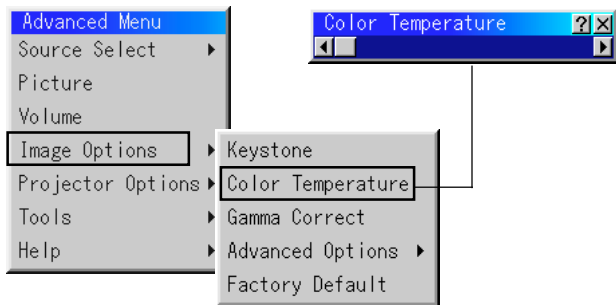 Advanced Menu
Source Select
Picture
Volume
Image Options
Projector Options
Tools
Help
Keystone
Color Temperature
Gamma Correct
Advanced Options
Factory Default
Color Temperature ?